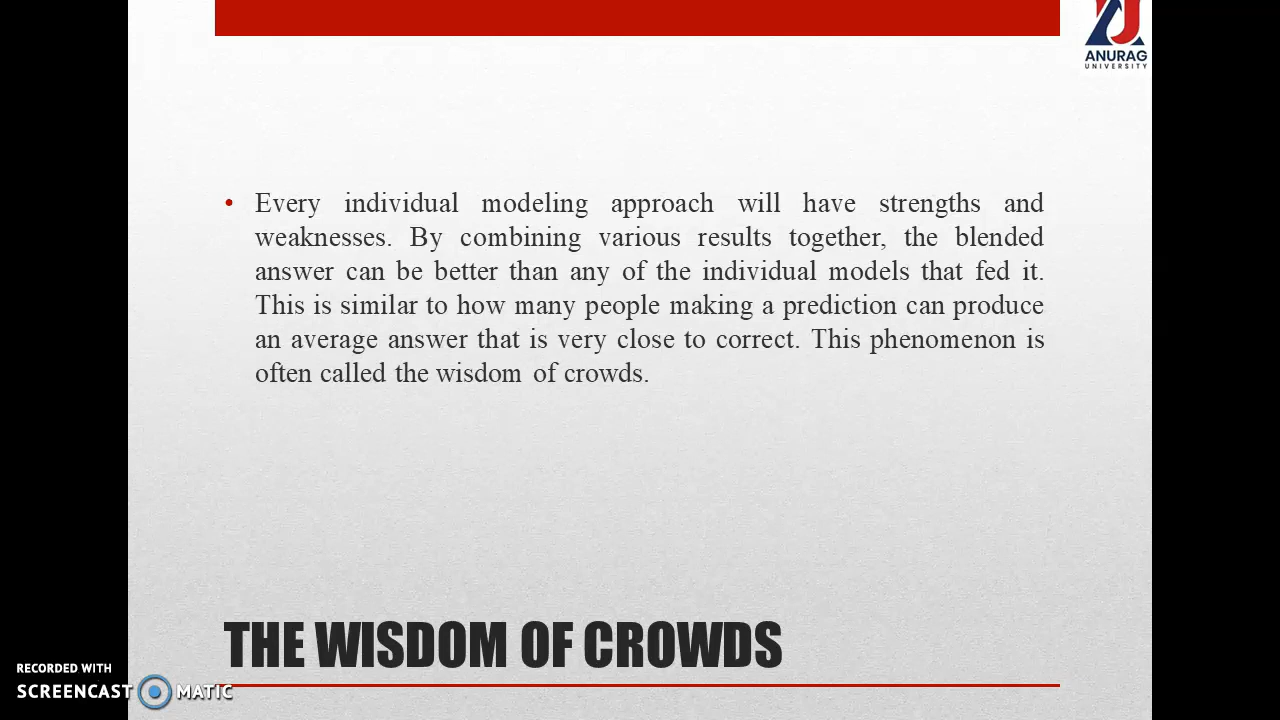 ANURAG
UNIVERSITY
• Every individual modeling approach will have strengths and
weaknesses. By combining various results together, the blended
answer can be better than any of the individual models that fed it.
This is similar to how many people making a prediction can produce
an average answer that is very close to correct. This phenomenon is
often called the wisdom of crowds.
THE WISDOM OF CROWDS
RECORDED WITH
SCREENCAST MATIC